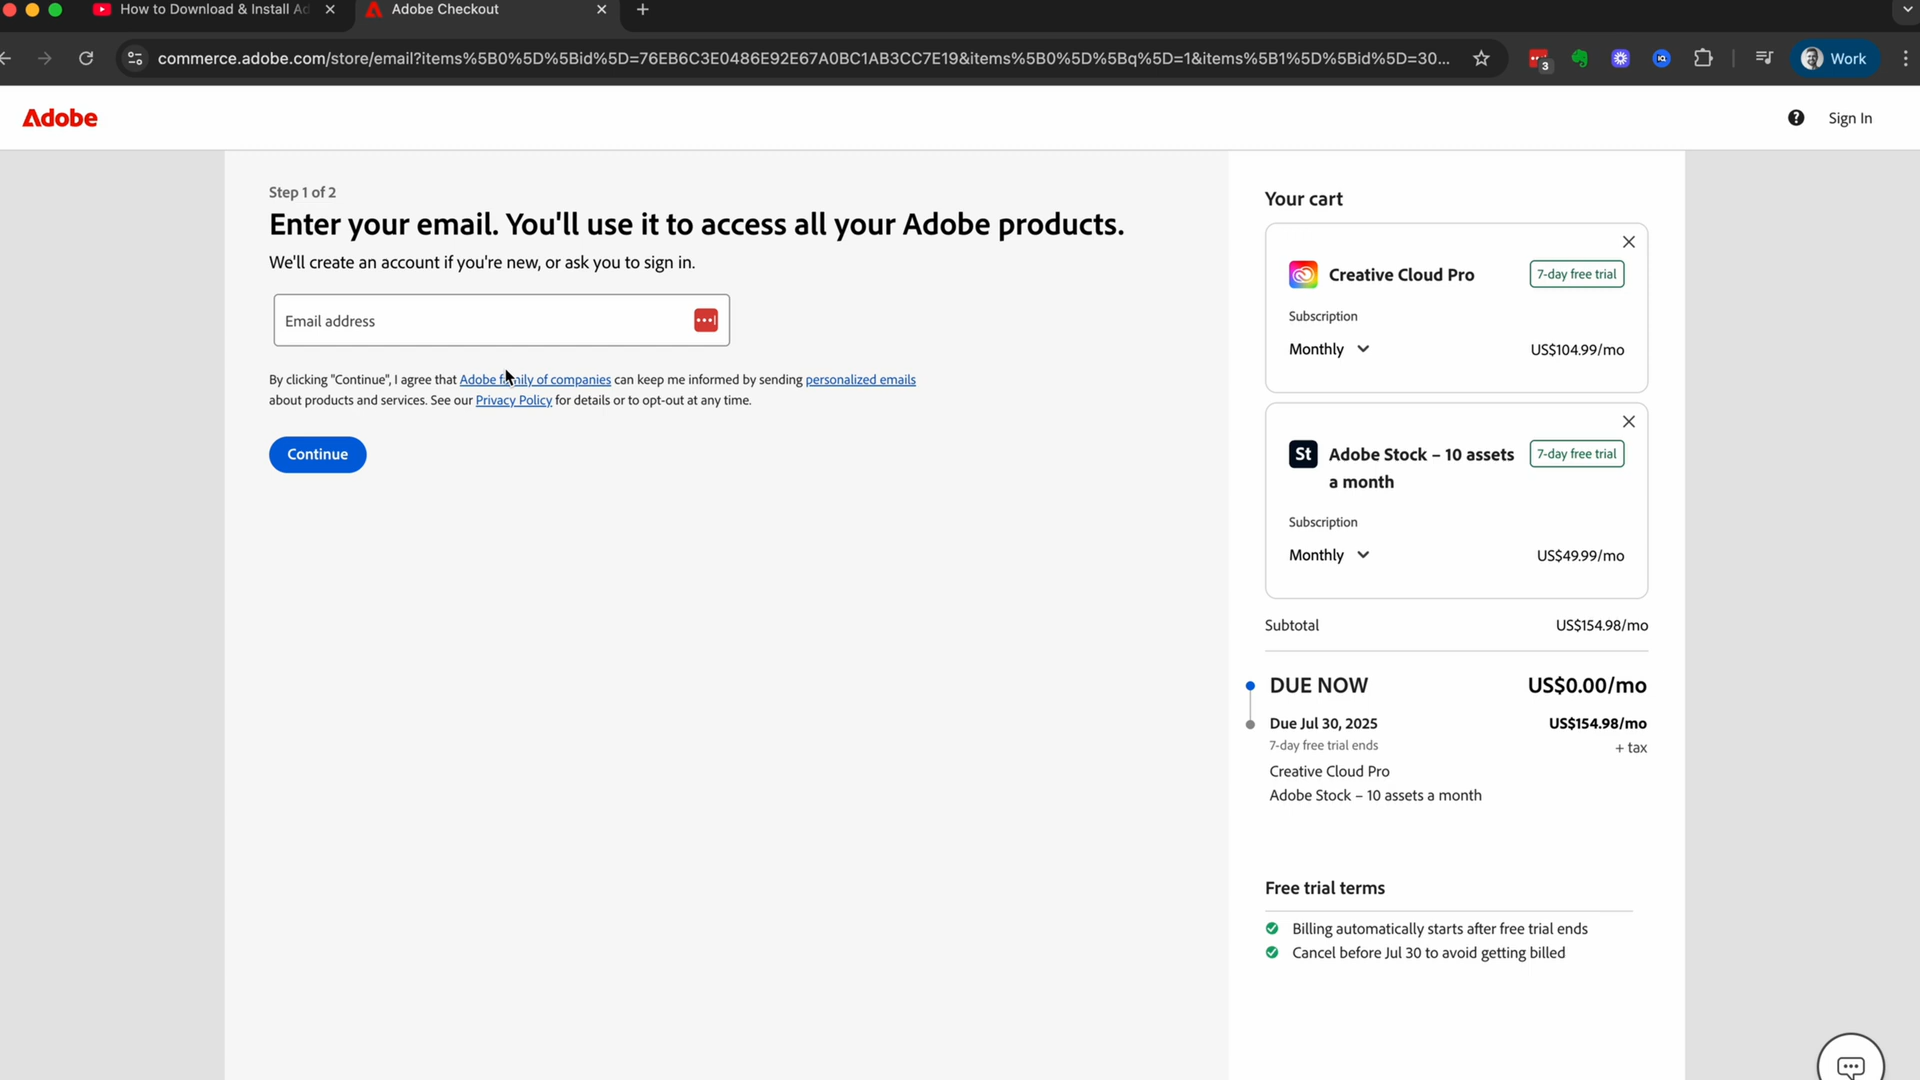 How to Download & Install Ad
Adobe Checkout
commerce.adobe.com/store/email?items%5B0%5D%5Bid%5D=76EB6C3E0486E92E67A0BC1AB3CC7E19&items%5B0%5D%5Bq%5D=1&items%5B1%5D%5Bid%5D=30...
3
Work
Adobe
?
Sign In
Step 1 of 2
Enter your email. You'll use it to access all your Adobe products.
We'll create an account if you're new, or ask you to sign in.
Email address
By clicking "Continue", I agree that Adobe family of companies can keep me informed by sending personalized emails
about products and services. See our Privacy Policy for details or to opt-out at any time.
Continue
Your cart
Creative Cloud Pro
7-day free trial
Subscription
Monthly
US$104.99/mo
St
Adobe Stock – 10 assets
a month
7-day free trial
Subscription
Monthly
US$49.99/mo
Subtotal
US$154.98/mo
DUE NOW
US$0.00/mo
Due Jul 30, 2025
US$154.98/mo
7-day free trial ends
+ tax
Creative Cloud Pro
Adobe Stock – 10 assets a month
Free trial terms
Billing automatically starts after free trial ends
Cancel before Jul 30 to avoid getting billed